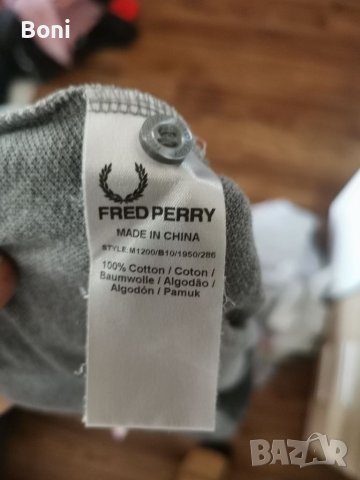 Boni
FRED PERRY
MADE IN CHINA
STYLE: M1200/B10/1950/286
100% Cotton / Coton /
Baumwolle / Algodão /
Algodón / Pamuk
BAZAR